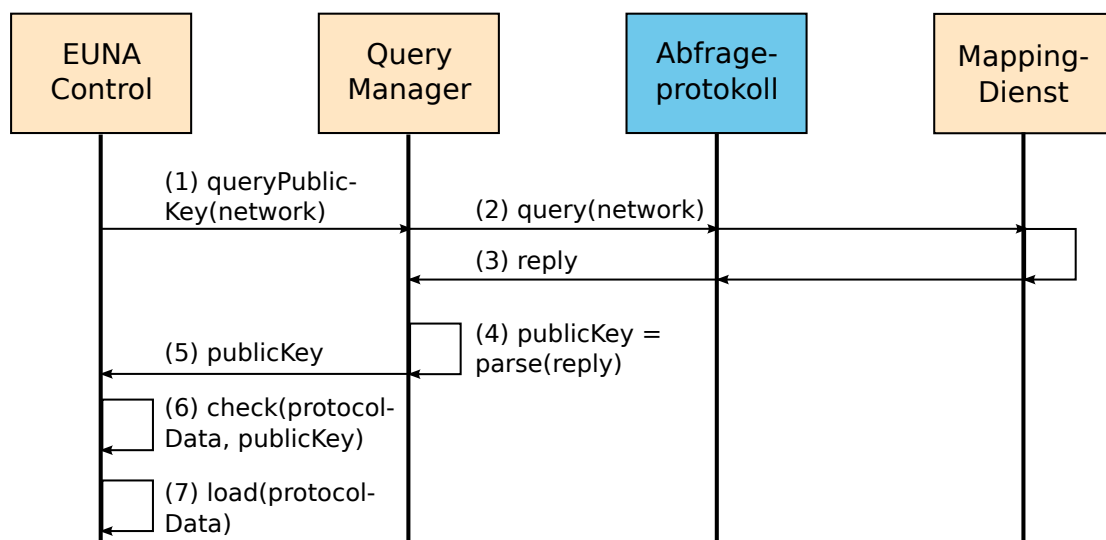 EUNA
Control
Query
Manager
Abfrage-
protokoll
Mapping-
Dienst
(1) queryPublic-
Key(network)
(2) query(network)
(3) reply
(4) publicKey =
parse(reply)
(5) publicKey
(6) check(protocol-
Data, publicKey)
(7) load(protocol-
Data)